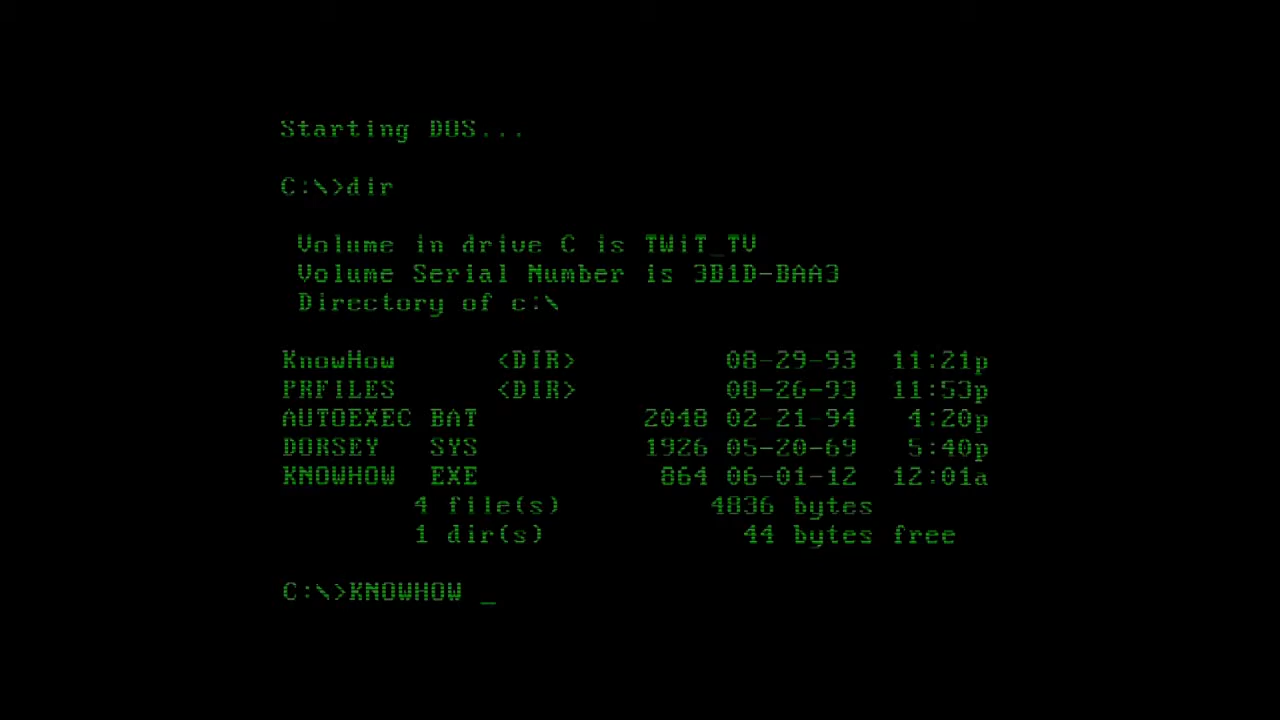 Starting DOS...
C:\>dir
Volume in drive C is TWiT_TV
Volume Serial Number is 3B1D-BAA3
Directory of c:\
KnowHow <DIR> 08-29-93 11:21p
PRFILES <DIR> 08-26-93 11:53p
AUTOEXEC BAT 2048 02-21-94 4:20p
DORSEY SYS 1926 05-20-69 5:40p
KNOWHOW EXE 864 06-01-12 12:01a
4 file(s) 4836 bytes
1 dir(s) 44 bytes free
C:\>KNOWHOW _